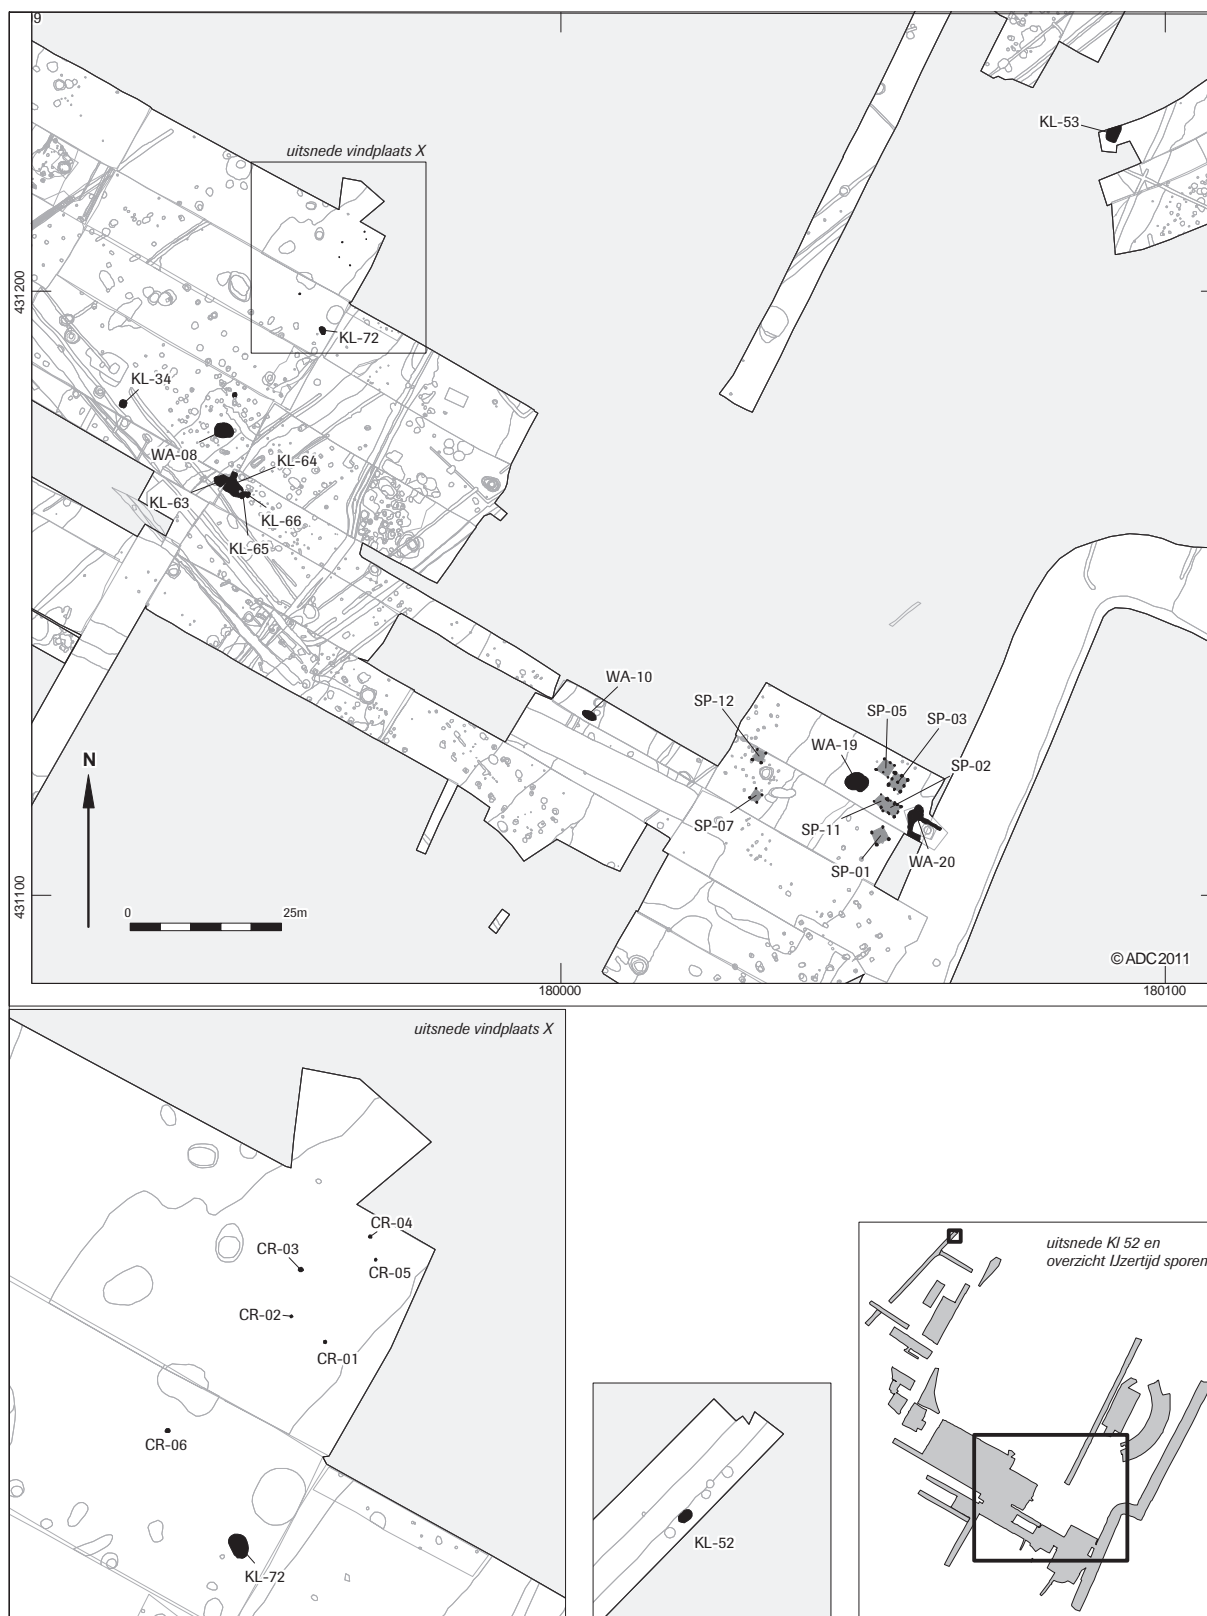 9
KL-53
uitsnede vindplaats X
431200
KL-72
KL-34
WA-08
KL-64
KL-63
KL-66
KL-65
WA-10
SP-12
SP-05
SP-03
WA-19
SP-02
N
SP-07
SP-11
SP-01
WA-20
431100
0
25m
©ADC2011
180000
180100
uitsnede vindplaats X
CR-04
CR-03
CR-05
CR-02
CR-01
CR-06
KL-72
KL-52
uitsnede Kl 52 en
overzicht IJzertijd sporen